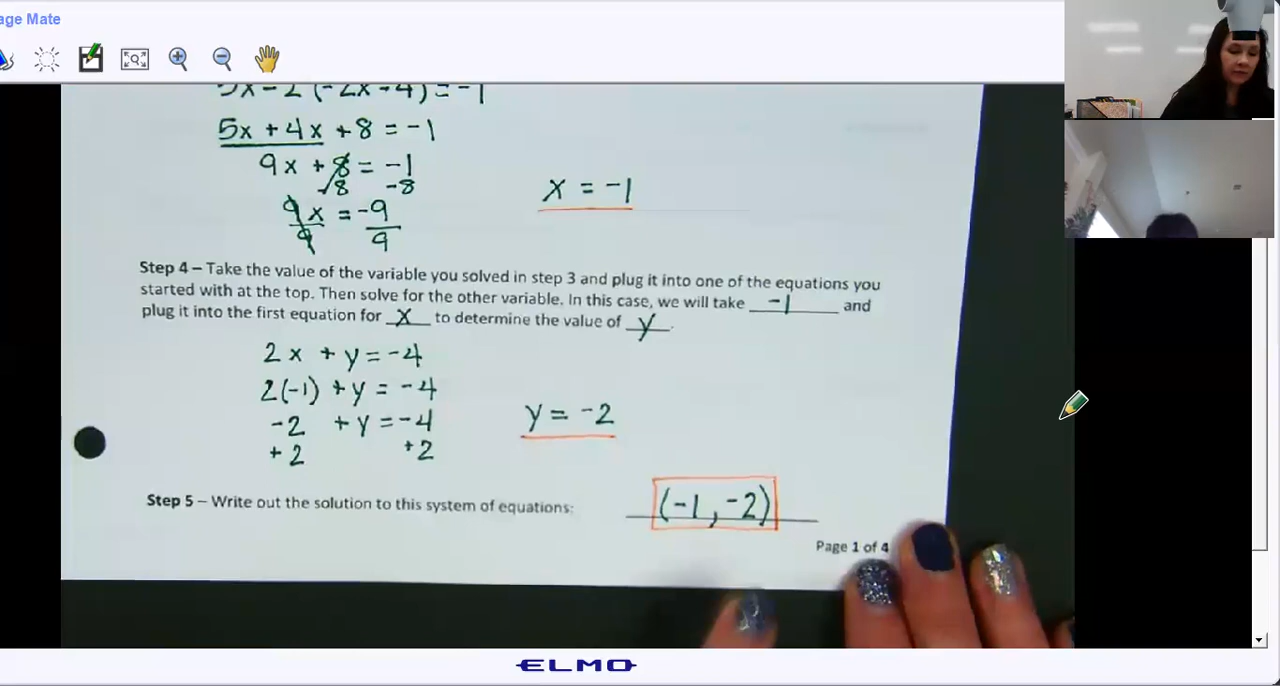 age Mate
5x - 2(-2x - 4) = -1
5x + 4x + 8 = -1
9x + 8 = -1
-8 -8
9x = -9
9 9
x = -1
Step 4 – Take the value of the variable you solved in step 3 and plug it into one of the equations you
started with at the top. Then solve for the other variable. In this case, we will take -1 and
plug it into the first equation for x to determine the value of y.
2x + y = -4
2(-1) + y = -4
-2 + y = -4
+2 +2
y = -2
Step 5 – Write out the solution to this system of equations:
(-1, -2)
Page 1 of 4
ELMO